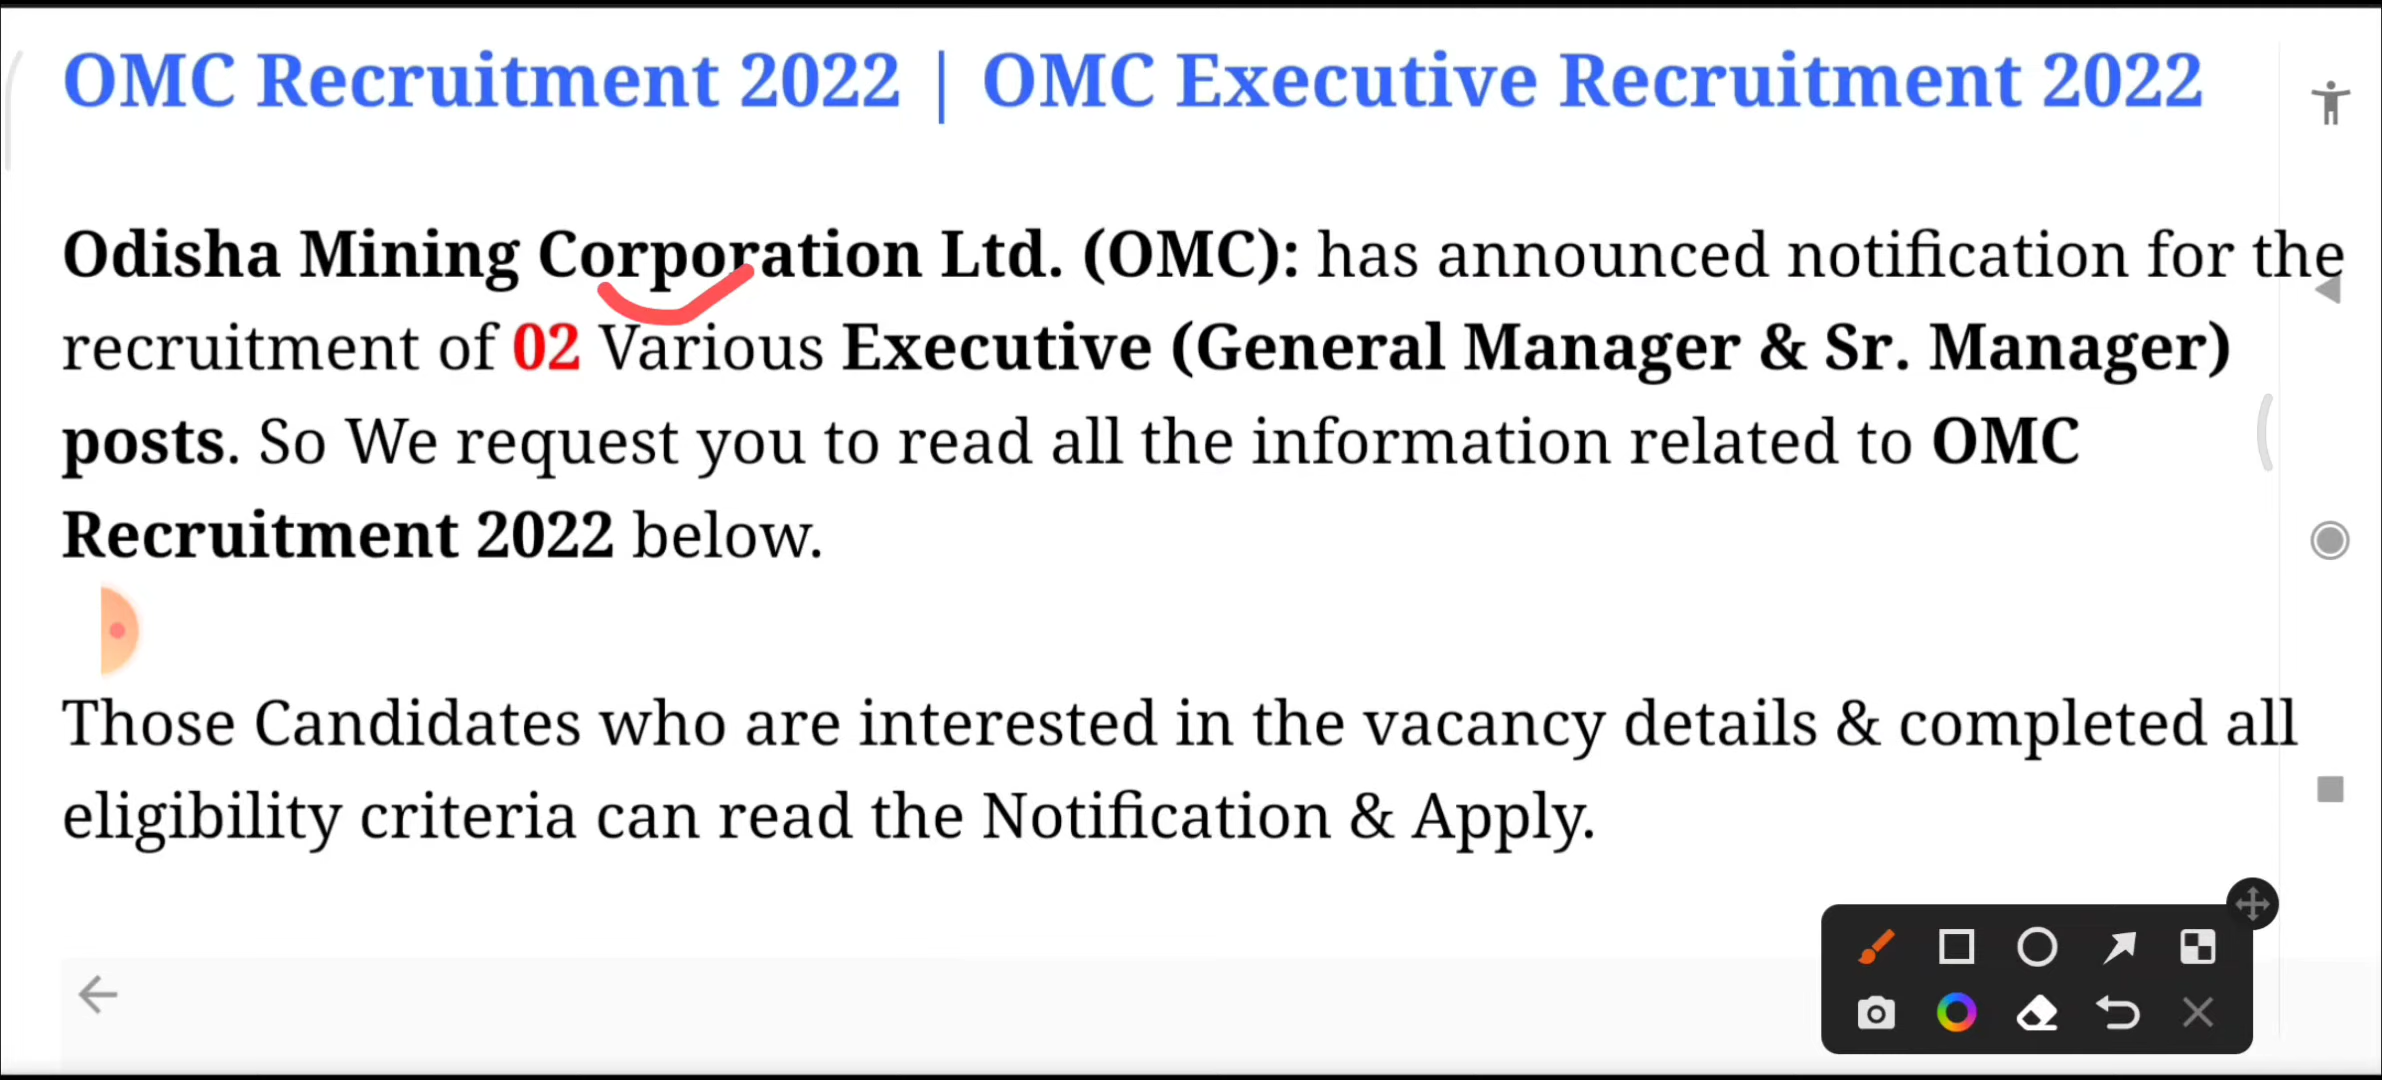 OMC Recruitment 2022 | OMC Executive Recruitment 2022
Odisha Mining Corporation Ltd. (OMC): has announced notification for the
recruitment of 02 Various Executive (General Manager & Sr. Manager)
posts. So We request you to read all the information related to OMC
Recruitment 2022 below.
Those Candidates who are interested in the vacancy details & completed all
eligibility criteria can read the Notification & Apply.